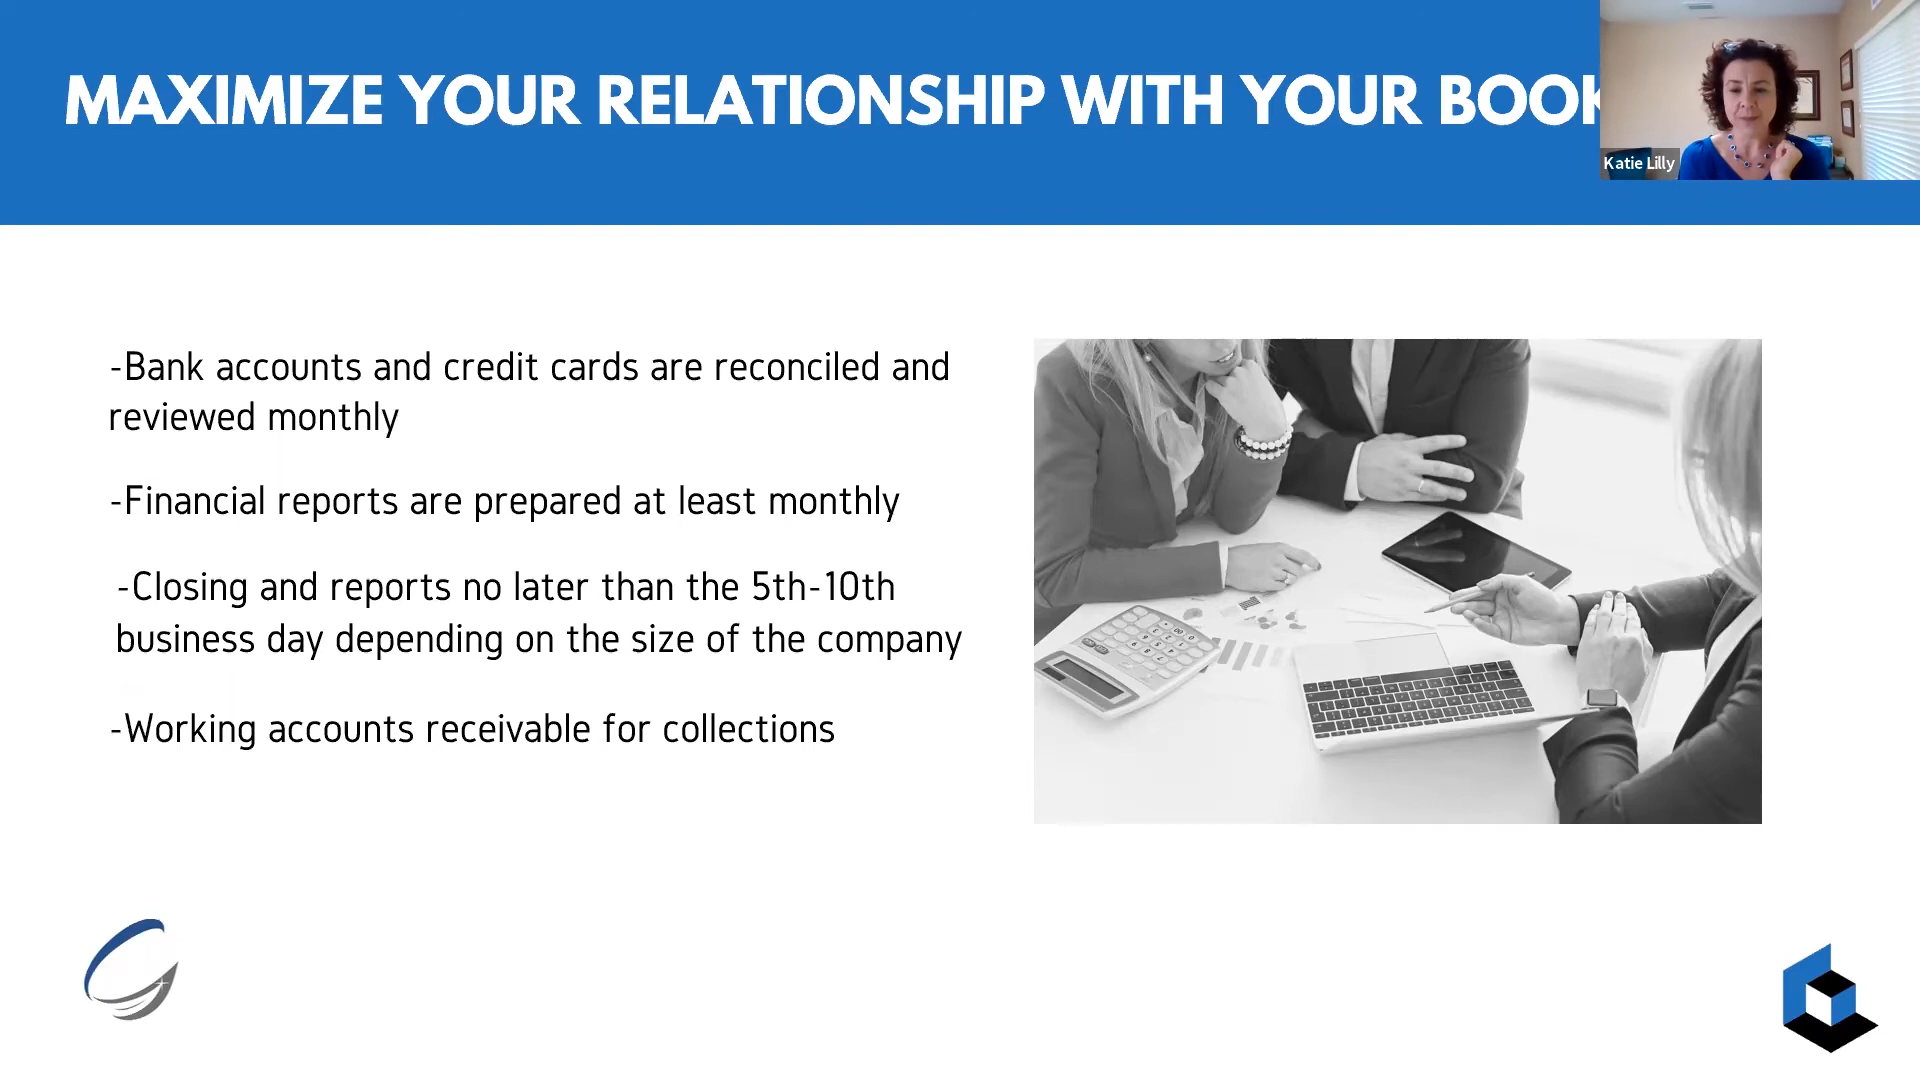 MAXIMIZE YOUR RELATIONSHIP WITH YOUR BOOK
Katie Lilly
-Bank accounts and credit cards are reconciled and
reviewed monthly
-Financial reports are prepared at least monthly
-Closing and reports no later than the 5th-10th
business day depending on the size of the company
-Working accounts receivable for collections